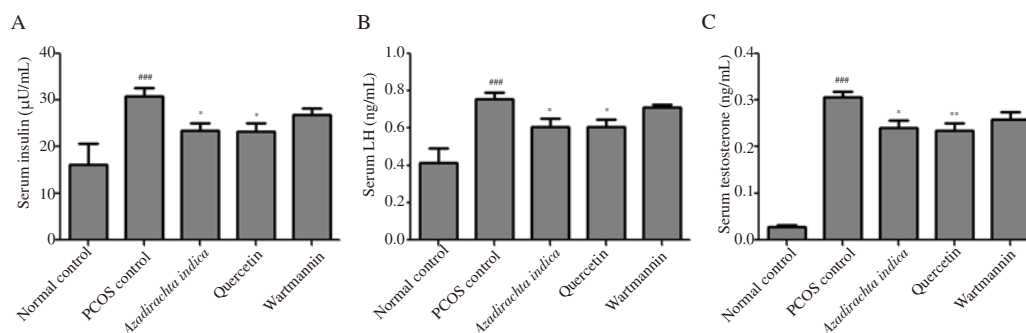 A
Serum insulin (μU/mL)
40
30
20
10
0
###
*
*
Normal control
PCOS control
Azadirachta indica
Quercetin
Wartmannin
B
Serum LH (ng/mL)
1.0
0.8
0.6
0.4
0.2
0.0
###
*
*
Normal control
PCOS control
Azadirachta indica
Quercetin
Wartmannin
C
Serum testosterone (ng/mL)
0.4
0.3
0.2
0.1
0.0
###
*
**
Normal control
PCOS control
Azadirachta indica
Quercetin
Wartmannin